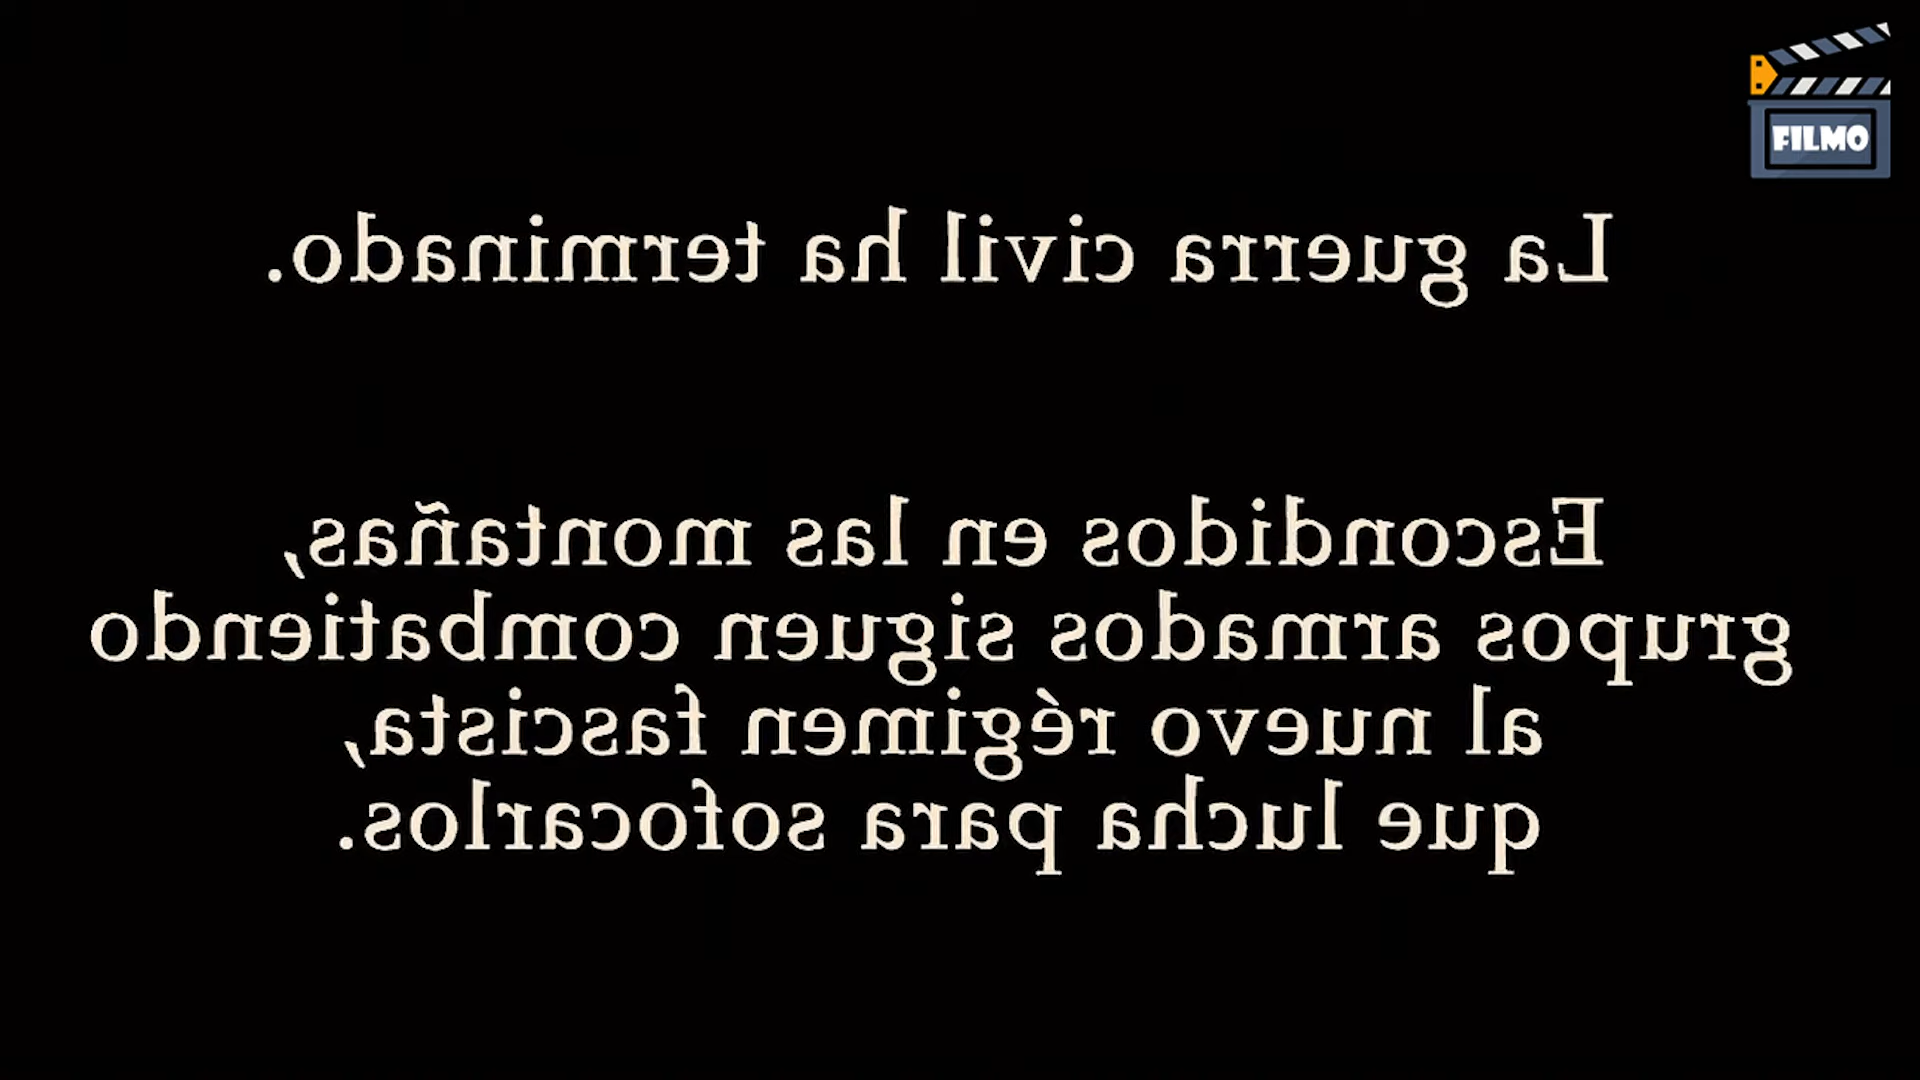 FILMO
La guerra civil ha terminado.
Escondidos en las montañas,
grupos armados siguen combatiendo
al nuevo régimen fascista,
que lucha para sofocarlos.